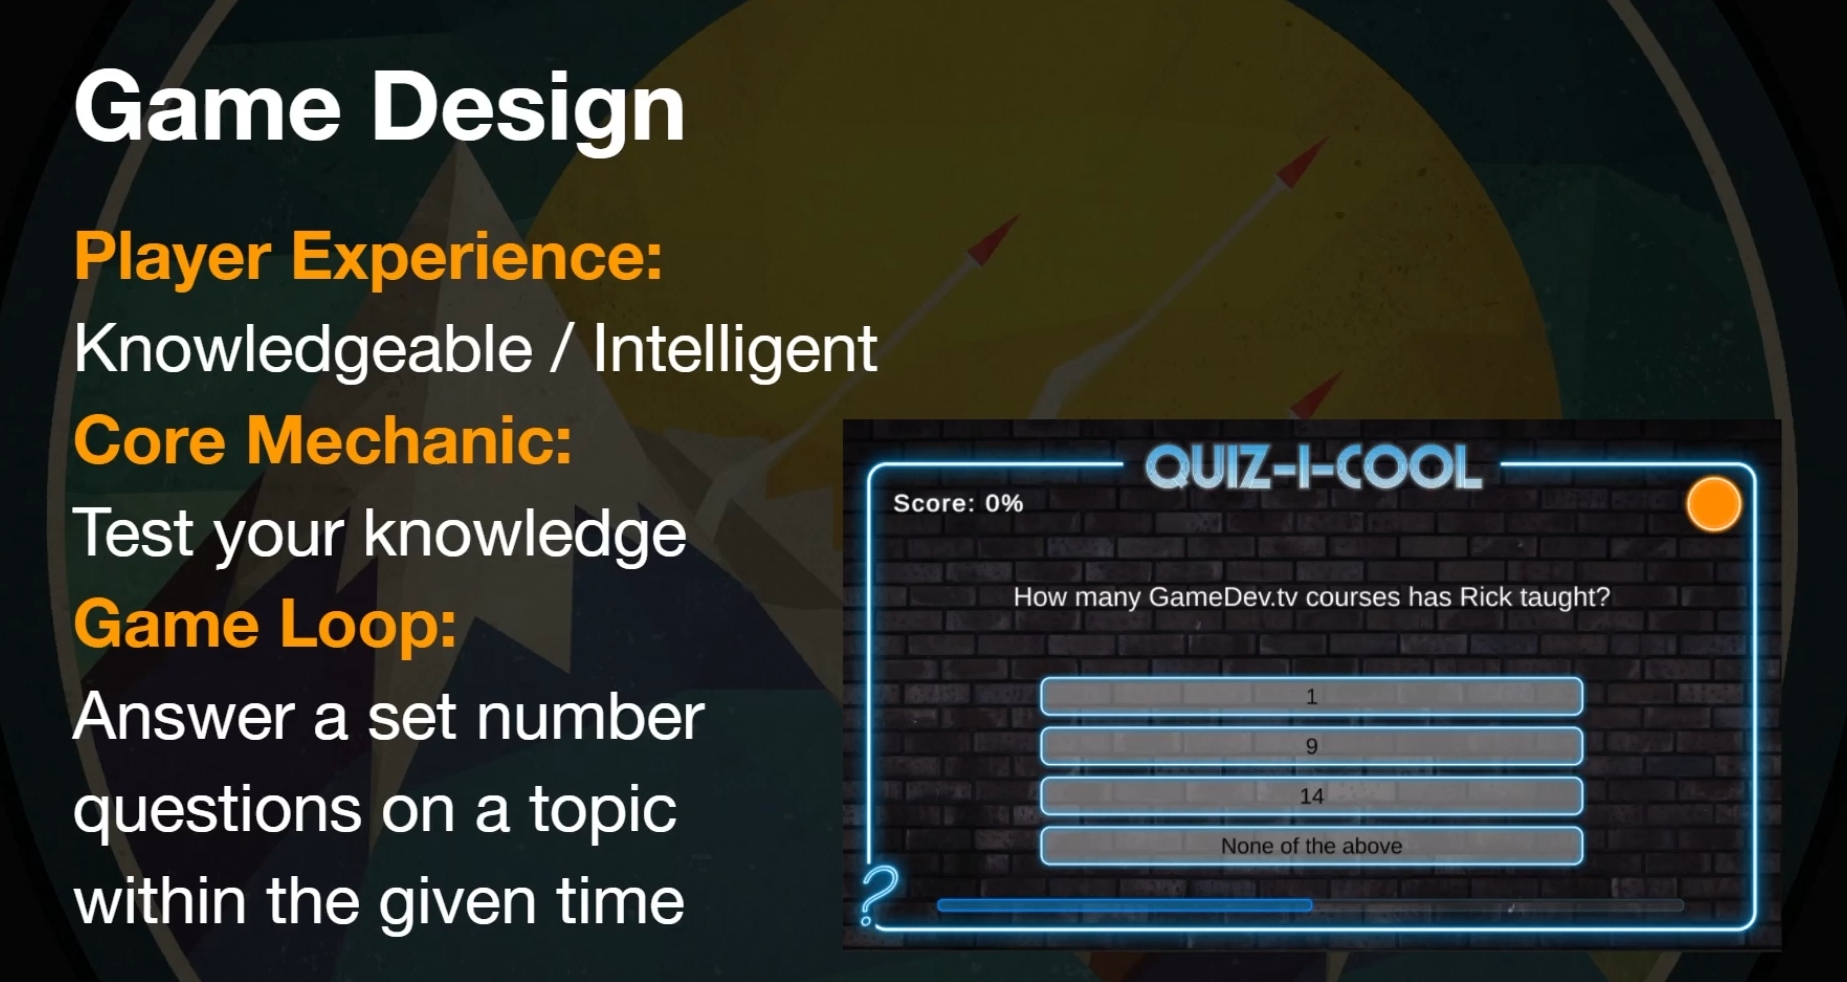 Game Design
Player Experience:
Knowledgeable / Intelligent
Core Mechanic:
Test your knowledge
Game Loop:
Answer a set number
questions on a topic
within the given time
QUIZ-I-COOL
Score: 0%
How many GameDev.tv courses has Rick taught?
1
9
14
None of the above
?